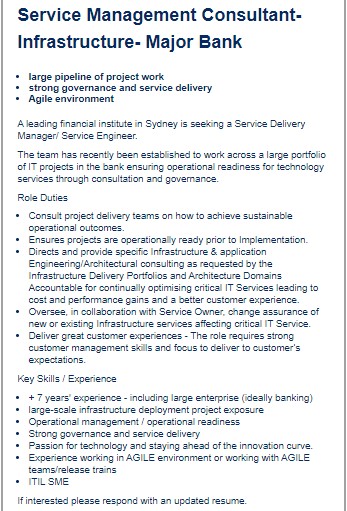 Service Management Consultant-
Infrastructure- Major Bank
• large pipeline of project work
• strong governance and service delivery
• Agile environment
A leading financial institute in Sydney is seeking a Service Delivery
Manager/ Service Engineer.
The team has recently been established to work across a large portfolio
of IT projects in the bank ensuring operational readiness for technology
services through consultation and governance.
Role Duties
• Consult project delivery teams on how to achieve sustainable
operational outcomes.
• Ensures projects are operationally ready prior to Implementation.
• Directs and provide specific Infrastructure & application
Engineering/Architectural consulting as requested by the
Infrastructure Delivery Portfolios and Architecture Domains
Accountable for continually optimising critical IT Services leading to
cost and performance gains and a better customer experience.
• Oversee, in collaboration with Service Owner, change assurance of
new or existing Infrastructure services affecting critical IT Service.
• Deliver great customer experiences - The role requires strong
customer management skills and focus to deliver to customer's
expectations.
Key Skills / Experience
• + 7 years' experience - including large enterprise (ideally banking)
• large-scale infrastructure deployment project exposure
• Operational management / operational readiness
• Strong governance and service delivery
• Passion for technology and staying ahead of the innovation curve.
• Experience working in AGILE environment or working with AGILE
teams/release trains
• ITIL SME
If interested please respond with an updated resume.